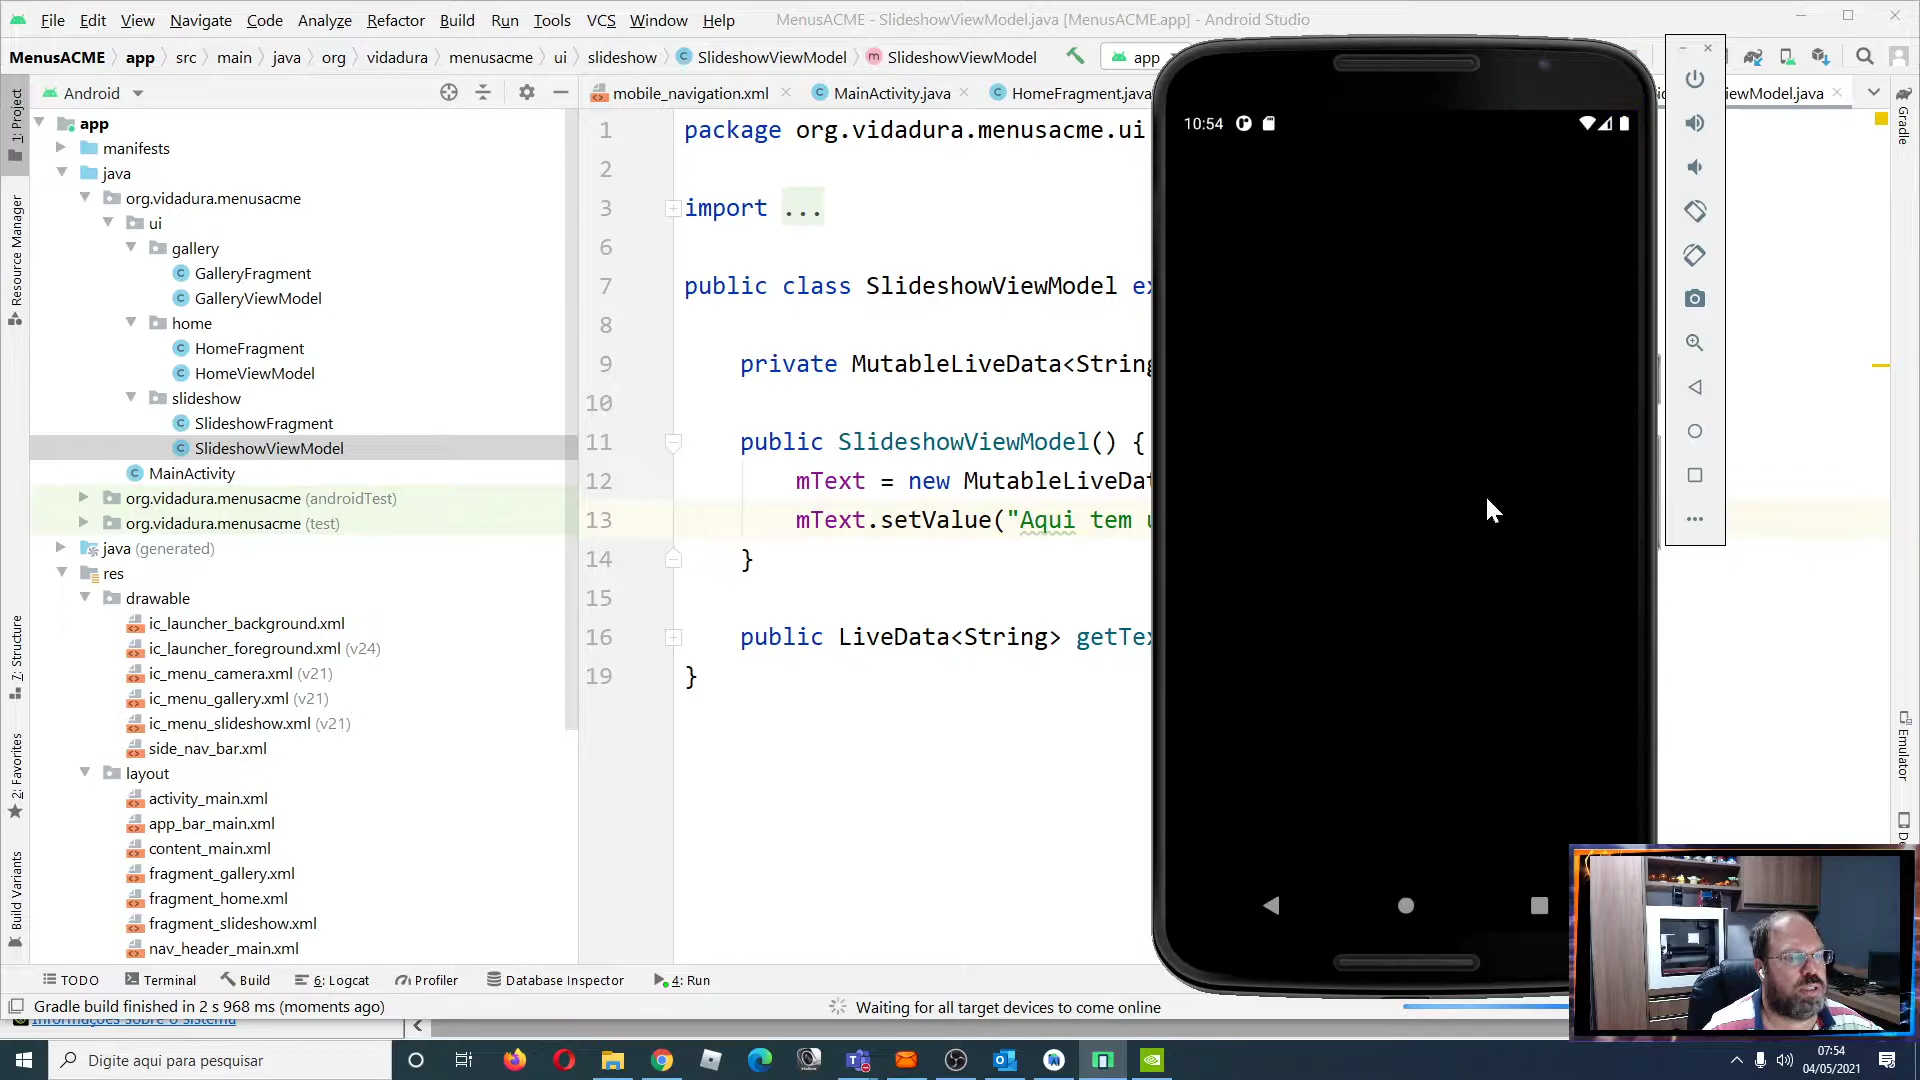 File Edit View Navigate Code Analyze Refactor Build Run Tools VCS Window Help MenusACME - SlideshowViewModel.java [MenusACME.app] - Android Studio
MenusACME app src main java org vidadura menusacme ui slideshow SlideshowViewModel SlideshowViewModel app
Android mobile_navigation.xml MainActivity.java HomeFragment.java
1: Project
Resource Manager
7: Structure
2: Favorites
Build Variants
app
manifests
java
org.vidadura.menusacme
ui
gallery
GalleryFragment
GalleryViewModel
home
HomeFragment
HomeViewModel
slideshow
SlideshowFragment
SlideshowViewModel
MainActivity
org.vidadura.menusacme (androidTest)
org.vidadura.menusacme (test)
java (generated)
res
drawable
ic_launcher_background.xml
ic_launcher_foreground.xml (v24)
ic_menu_camera.xml (v21)
ic_menu_gallery.xml (v21)
ic_menu_slideshow.xml (v21)
side_nav_bar.xml
layout
activity_main.xml
app_bar_main.xml
content_main.xml
fragment_gallery.xml
fragment_home.xml
fragment_slideshow.xml
nav_header_main.xml
1 package org.vidadura.menusacme.ui
2
3 import ...
6
7 public class SlideshowViewModel
8
9 private MutableLiveData<String
10
11 public SlideshowViewModel() {
12 mText = new
13 mText.setValue("Aqui tem
14 }
15
16 public LiveData<String>
19 }
10:54
Gradle
Emulator
TODO Terminal Build 6: Logcat Profiler Database Inspector 4: Run
Gradle build finished in 2 s 968 ms (moments ago) Waiting for all target devices to come online
Informações sobre o sistema
Digite aqui para pesquisar
07:54
04/05/2021